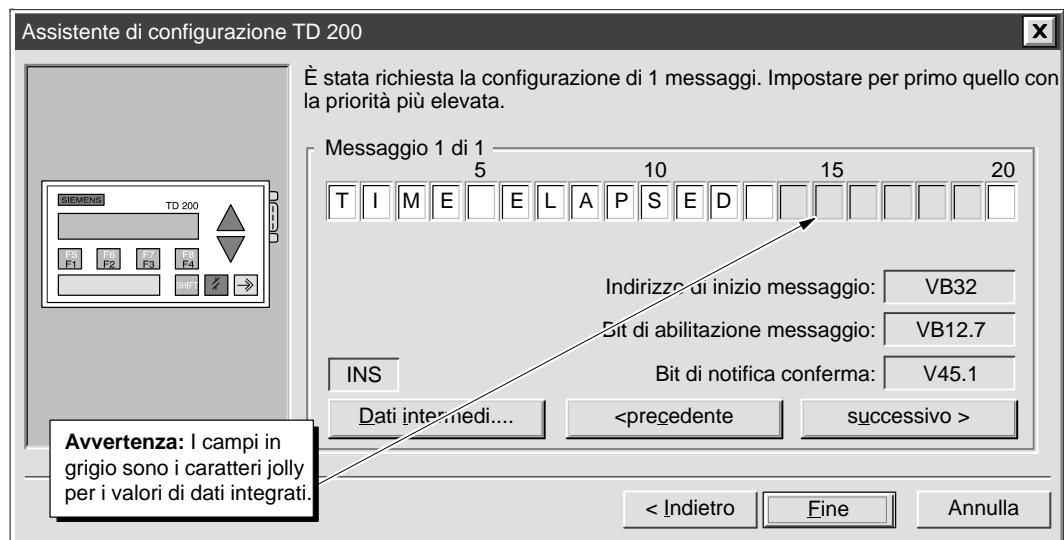 Assistente di configurazione TD 200
X
È stata richiesta la configurazione di 1 messaggi. Impostare per primo quello con
la priorità più elevata.
Messaggio 1 di 1
5 10 15 20
T I M E E L A P S E D
SIEMENS
TD 200
F5 F6 F7 F8
F1 F2 F3 F4
SHIFT
Indirizzo di inizio messaggio: VB32
Bit di abilitazione messaggio: VB12.7
INS
Bit di notifica conferma: V45.1
Dati intermedi.... <precedente successivo >
Avvertenza: I campi in
grigio sono i caratteri jolly
per i valori di dati integrati.
< Indietro Fine Annulla